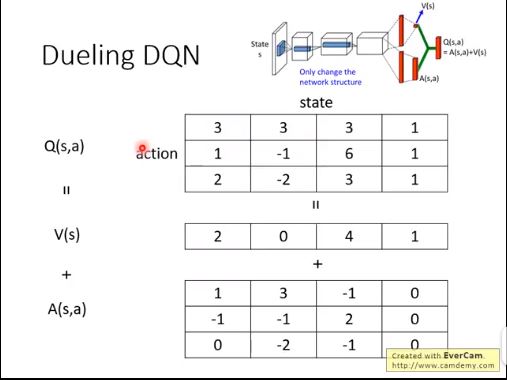 Dueling DQN
V(s)
State
s
Q(s,a)
= A(s,a)+V(s)
Only change the
network structure
A(s,a)
state
Q(s,a)
action
3 3 3 1
1 -1 6 1
2 -2 3 1
=
=
V(s)
2 0 4 1
+
+
A(s,a)
1 3 -1 0
-1 -1 2 0
0 -2 -1 0
Created with EverCam.
http://www.camdemy.com